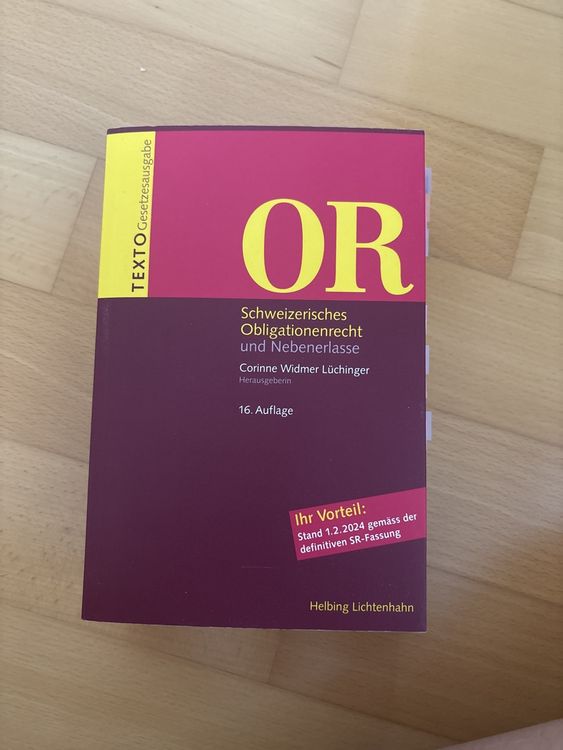 TEXTO Gesetzesausgabe
OR
Schweizerisches
Obligationenrecht
und Nebenerlasse
Corinne Widmer Lüchinger
Herausgeberin
16. Auflage
Ihr Vorteil:
Stand 1.2.2024 gemäss der
definitiven SR-Fassung
Helbing Lichtenhahn